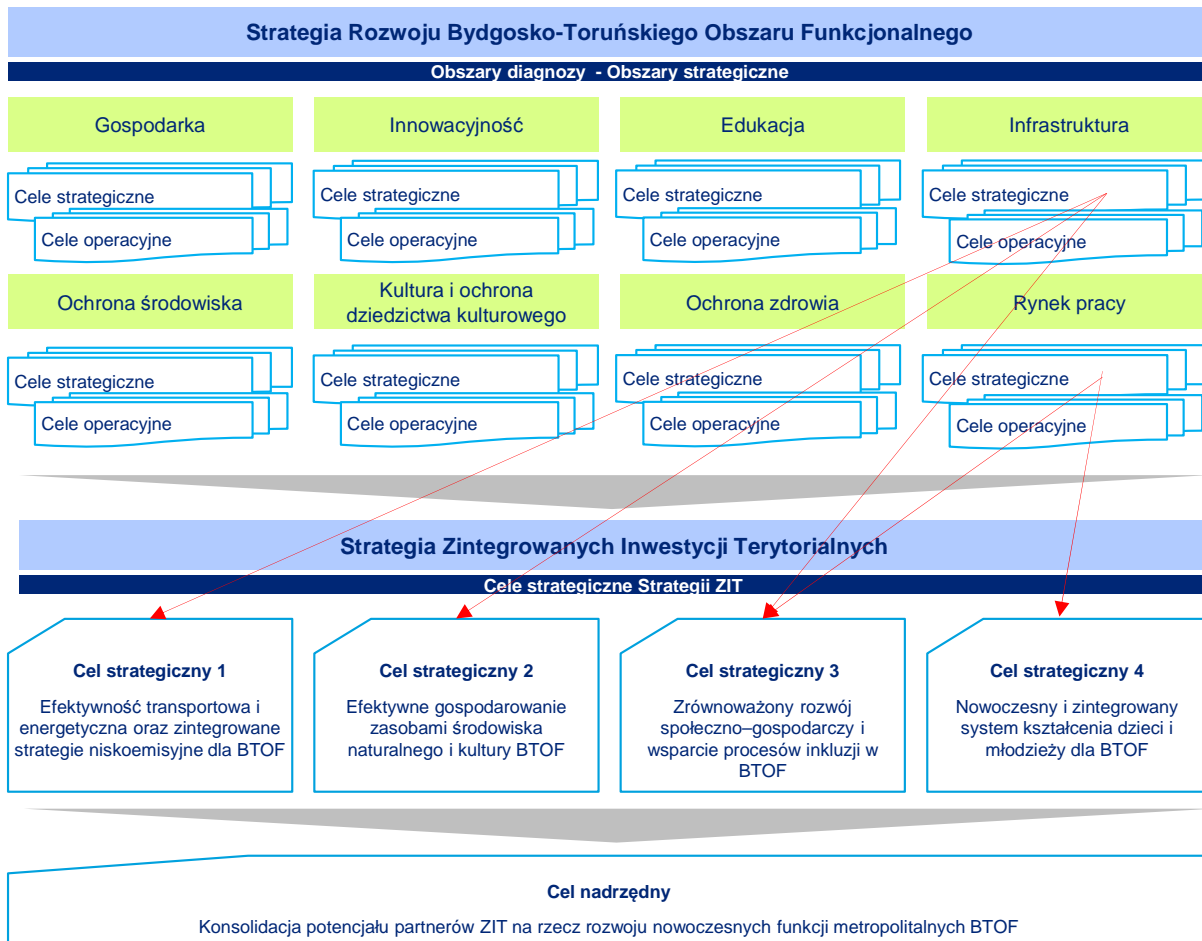 Strategia Rozwoju Bydgosko-Toruńskiego Obszaru Funkcjonalnego
Obszary diagnozy - Obszary strategiczne
Gospodarka
Innowacyjność
Edukacja
Infrastruktura
Cele strategiczne
Cele strategiczne
Cele strategiczne
Cele strategiczne
Cele operacyjne
Cele operacyjne
Cele operacyjne
Cele operacyjne
Ochrona środowiska
Kultura i ochrona
dziedzictwa kulturowego
Ochrona zdrowia
Rynek pracy
Cele strategiczne
Cele strategiczne
Cele strategiczne
Cele strategiczne
Cele operacyjne
Cele operacyjne
Cele operacyjne
Cele operacyjne
Strategia Zintegrowanych Inwestycji Terytorialnych
Cele strategiczne Strategii ZIT
Cel strategiczny 1
Efektywność transportowa i
energetyczna oraz zintegrowane
strategie niskoemisyjne dla BTOF
Cel strategiczny 2
Efektywne gospodarowanie
zasobami środowiska
naturalnego i kultury BTOF
Cel strategiczny 3
Zrównoważony rozwój
społeczno–gospodarczy i
wsparcie procesów inkluzji w
BTOF
Cel strategiczny 4
Nowoczesny i zintegrowany
system kształcenia dzieci i
młodzieży dla BTOF
Cel nadrzędny
Konsolidacja potencjału partnerów ZIT na rzecz rozwoju nowoczesnych funkcji metropolitalnych BTOF